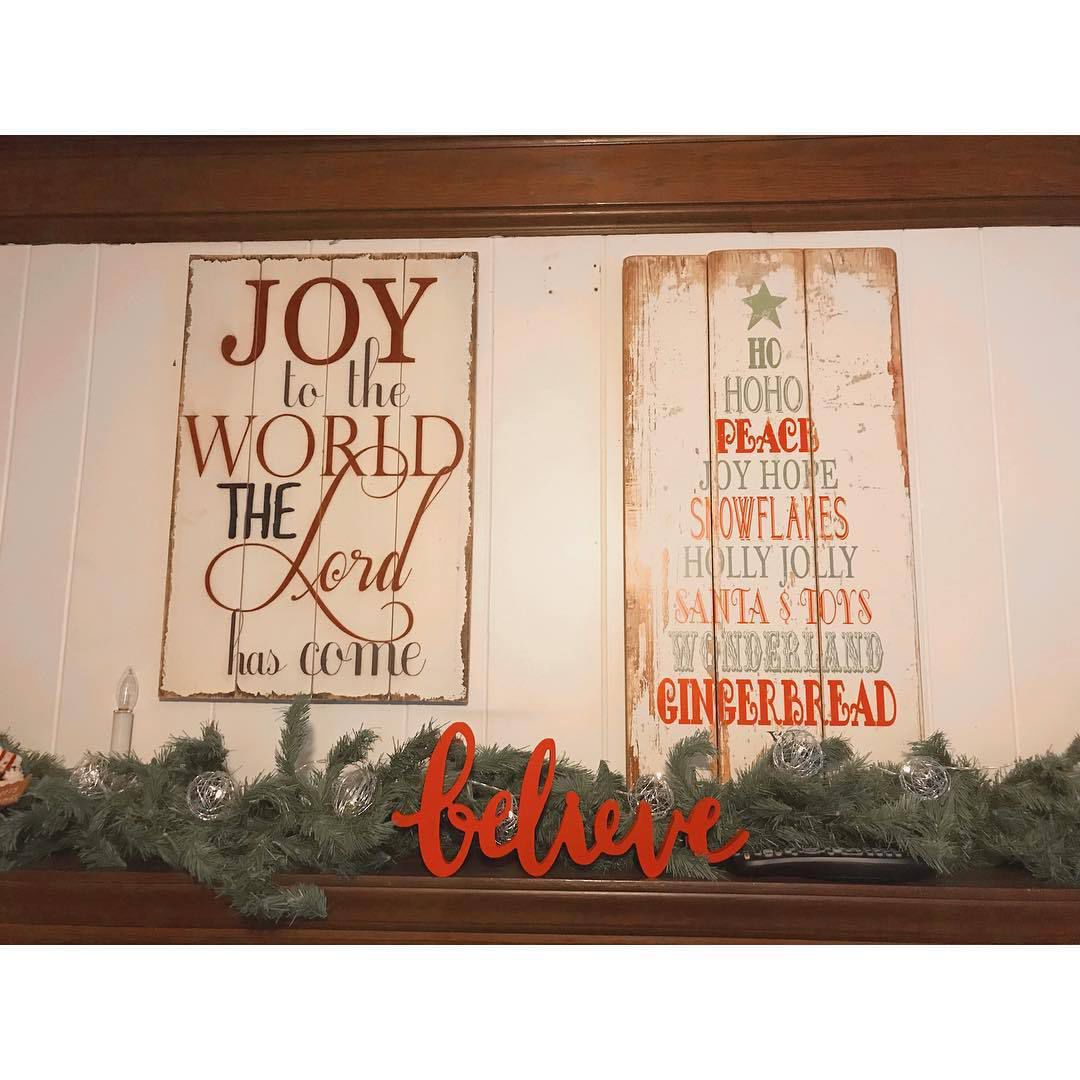 JOY
to the
WORLD
THE
Lord
has come
HO
HOHO
PEACE
JOY HOPE
SNOWFLAKES
HOLLY JOLLY
SANTA & TOYS
WONDERLAND
GINGERBREAD
believe